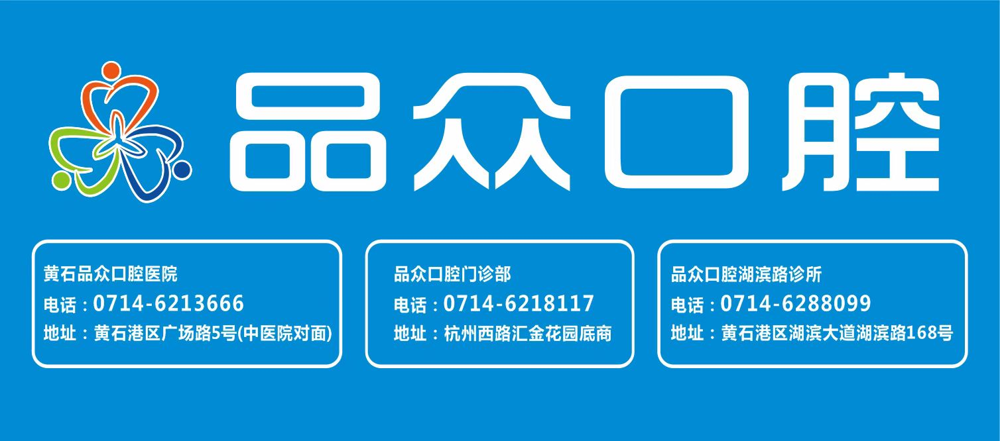 品众口腔
黄石品众口腔医院
电话：0714-6213666
地址：黄石港区广场路5号(中医院对面)
品众口腔门诊部
电话：0714-6218117
地址：杭州西路汇金花园底商
品众口腔湖滨路诊所
电话：0714-6288099
地址：黄石港区湖滨大道湖滨路168号